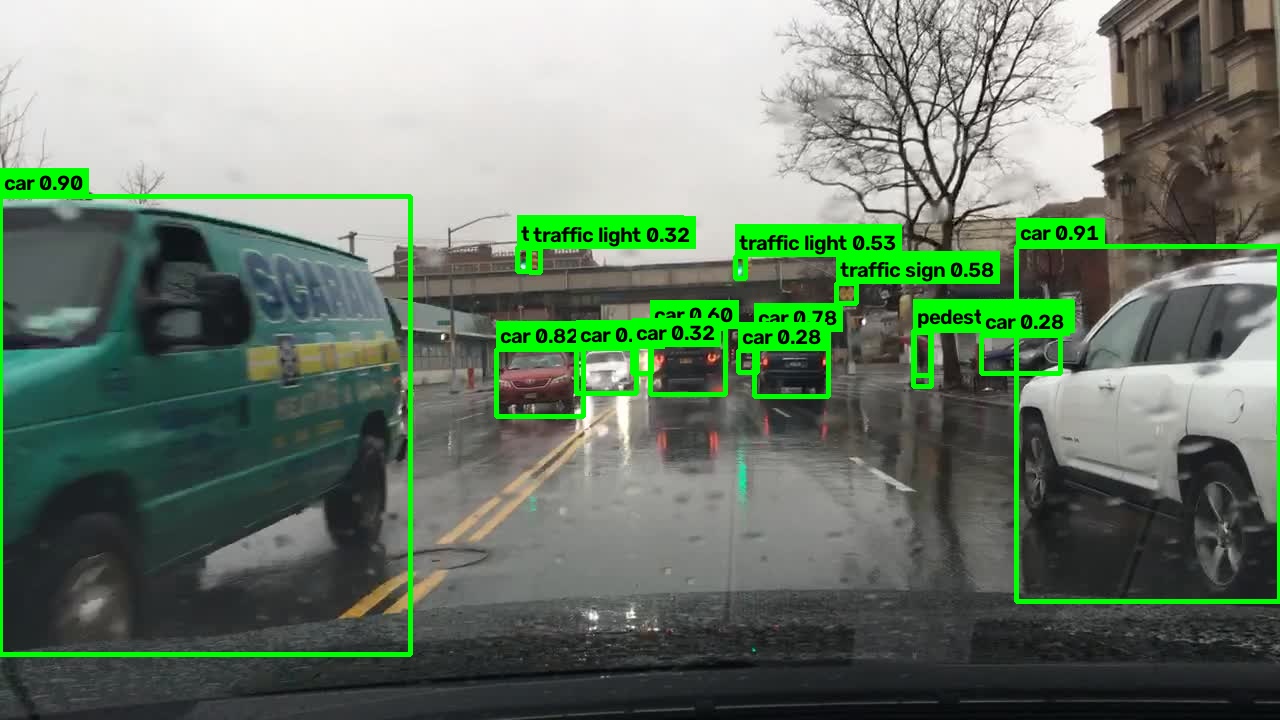 car 0.90
traffic light 0.32
car 0.91
traffic light 0.53
traffic sign 0.58
car 0.60
car 0.78
pedest
car 0.28
car 0.82
car 0.
car 0.32
car 0.28